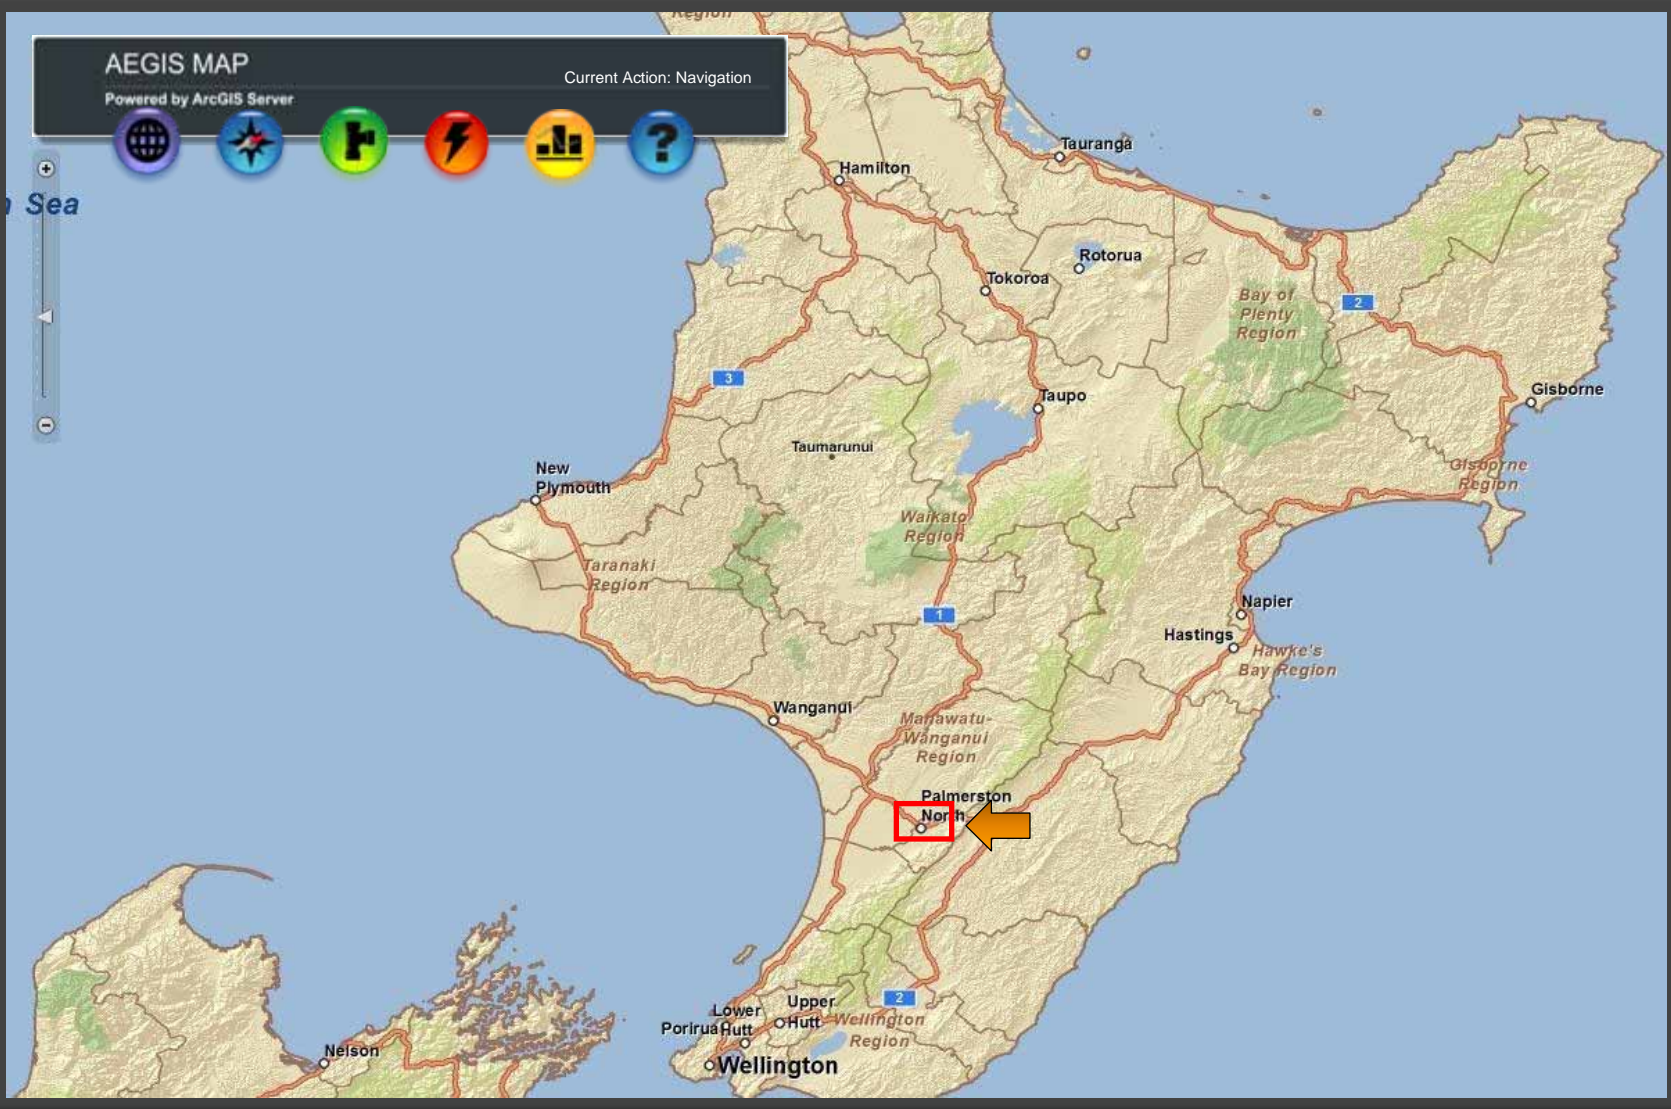 Region
AEGIS MAP
Current Action: Navigation
Powered by ArcGIS Server
Sea
Tauranga
Hamilton
Rotorua
Tokoroa
Bay of
Plenty
Region
2
3
Taupo
Gisborne
Taumarunui
New
Plymouth
Gisborne
Region
Waikato
Region
Taranaki
Region
1
Napier
Hastings
Hawke's
Bay Region
Wanganui
Manawatu-
Wanganui
Region
Palmerston
North
2
Upper
Hutt
Lower
Hutt
Porirua
Wellington
Region
Nelson
Wellington